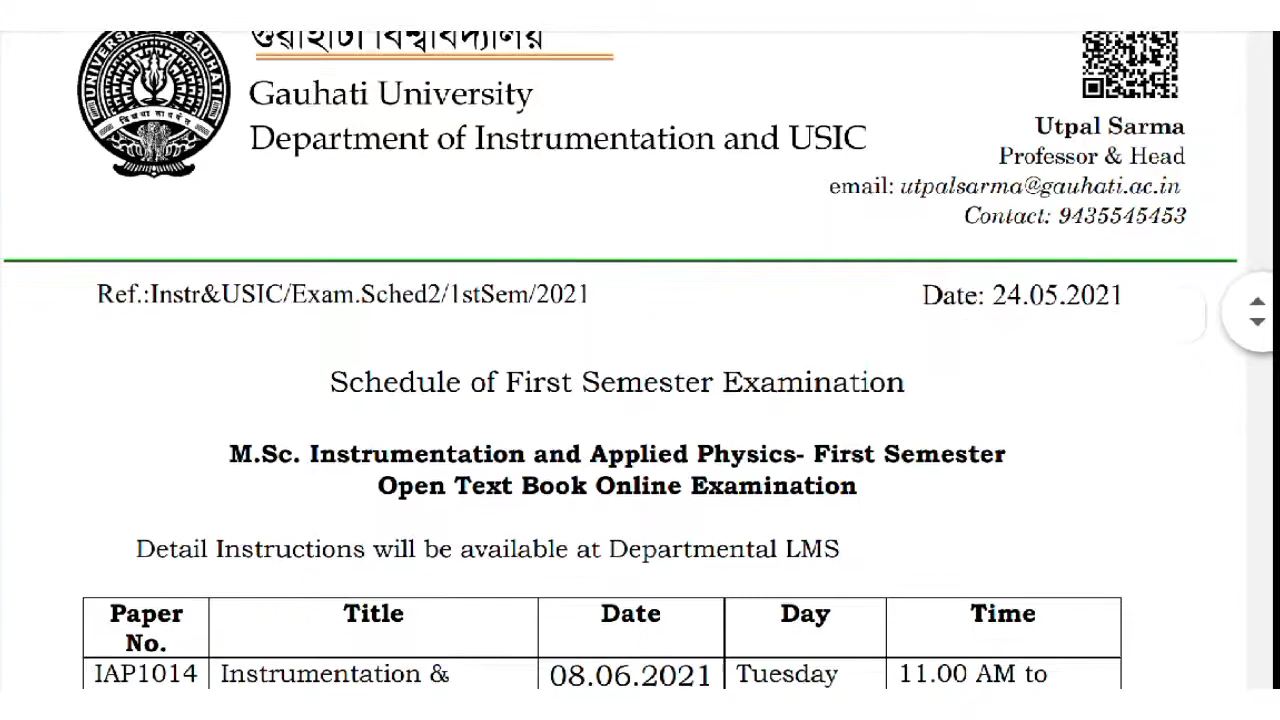 গুৱাহাটী বিশ্ববিদ্যালয়
Gauhati University
Department of Instrumentation and USIC
Utpal Sarma
Professor & Head
email: utpalsarma@gauhati.ac.in
Contact: 9435545453
Ref.:Instr&USIC/Exam.Sched2/1stSem/2021 Date: 24.05.2021
Schedule of First Semester Examination
M.Sc. Instrumentation and Applied Physics- First Semester
Open Text Book Online Examination
Detail Instructions will be available at Departmental LMS
Paper No. Title Date Day Time
IAP1014 Instrumentation & 08.06.2021 Tuesday 11.00 AM to